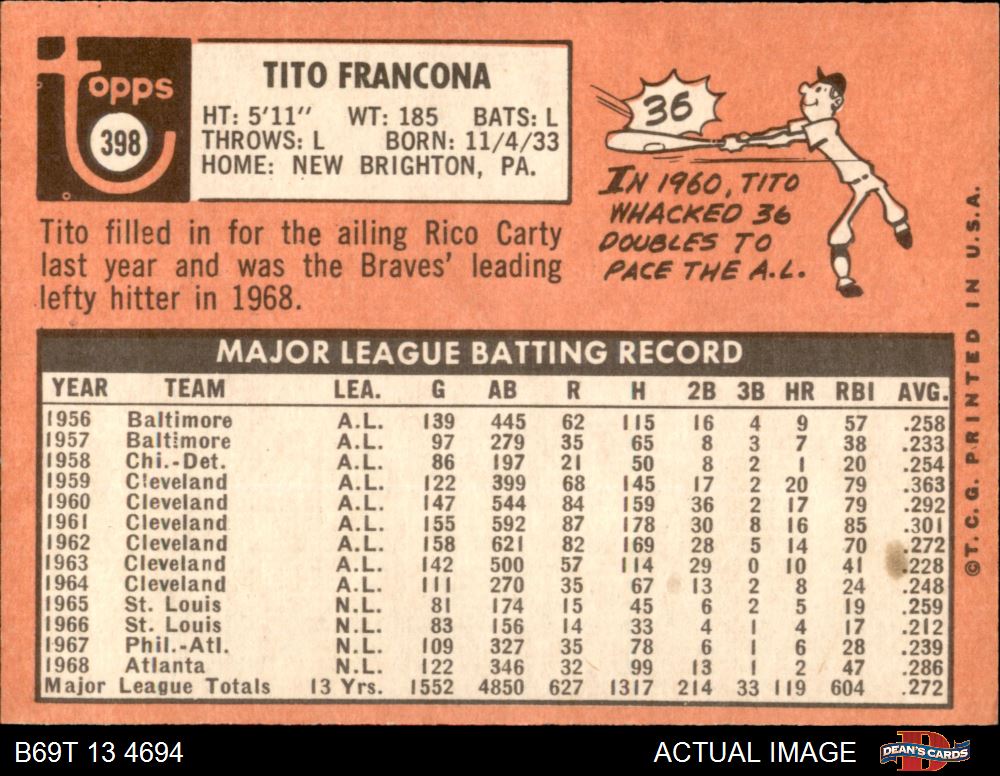 Topps
398
TITO FRANCONA
HT: 5'11" WT: 185 BATS: L
THROWS: L BORN: 11/4/33
HOME: NEW BRIGHTON, PA.
36
IN 1960, TITO
WHACKED 36
DOUBLES TO
PACE THE A.L.
Tito filled in for the ailing Rico Carty
last year and was the Braves' leading
lefty hitter in 1968.
MAJOR LEAGUE BATTING RECORD
YEAR TEAM LEA. G AB R H 2B 3B HR RBI AVG.
1956 Baltimore A.L. 139 445 62 115 16 4 9 57 .258
1957 Baltimore A.L. 97 279 35 65 8 3 7 38 .233
1958 Chi.-Det. A.L. 86 197 21 50 8 2 1 20 .254
1959 Cleveland A.L. 122 399 68 145 17 2 20 79 .363
1960 Cleveland A.L. 147 544 84 159 36 2 17 79 .292
1961 Cleveland A.L. 155 592 87 178 30 8 16 85 .301
1962 Cleveland A.L. 158 621 82 169 28 5 14 70 .272
1963 Cleveland A.L. 142 500 57 114 29 0 10 41 .228
1964 Cleveland A.L. 111 270 35 67 13 2 8 24 .248
1965 St. Louis N.L. 81 174 15 45 6 2 5 19 .259
1966 St. Louis N.L. 83 156 14 33 4 1 4 17 .212
1967 Phil.-Atl. N.L. 109 327 35 78 6 1 6 28 .239
1968 Atlanta N.L. 122 346 32 99 13 1 2 47 .286
Major League Totals 13 Yrs. 1552 4850 627 1317 214 33 119 604 .272
©T.C.G. PRINTED IN U.S.A.
B69T 13 4694
ACTUAL IMAGE
DEAN'S CARDS